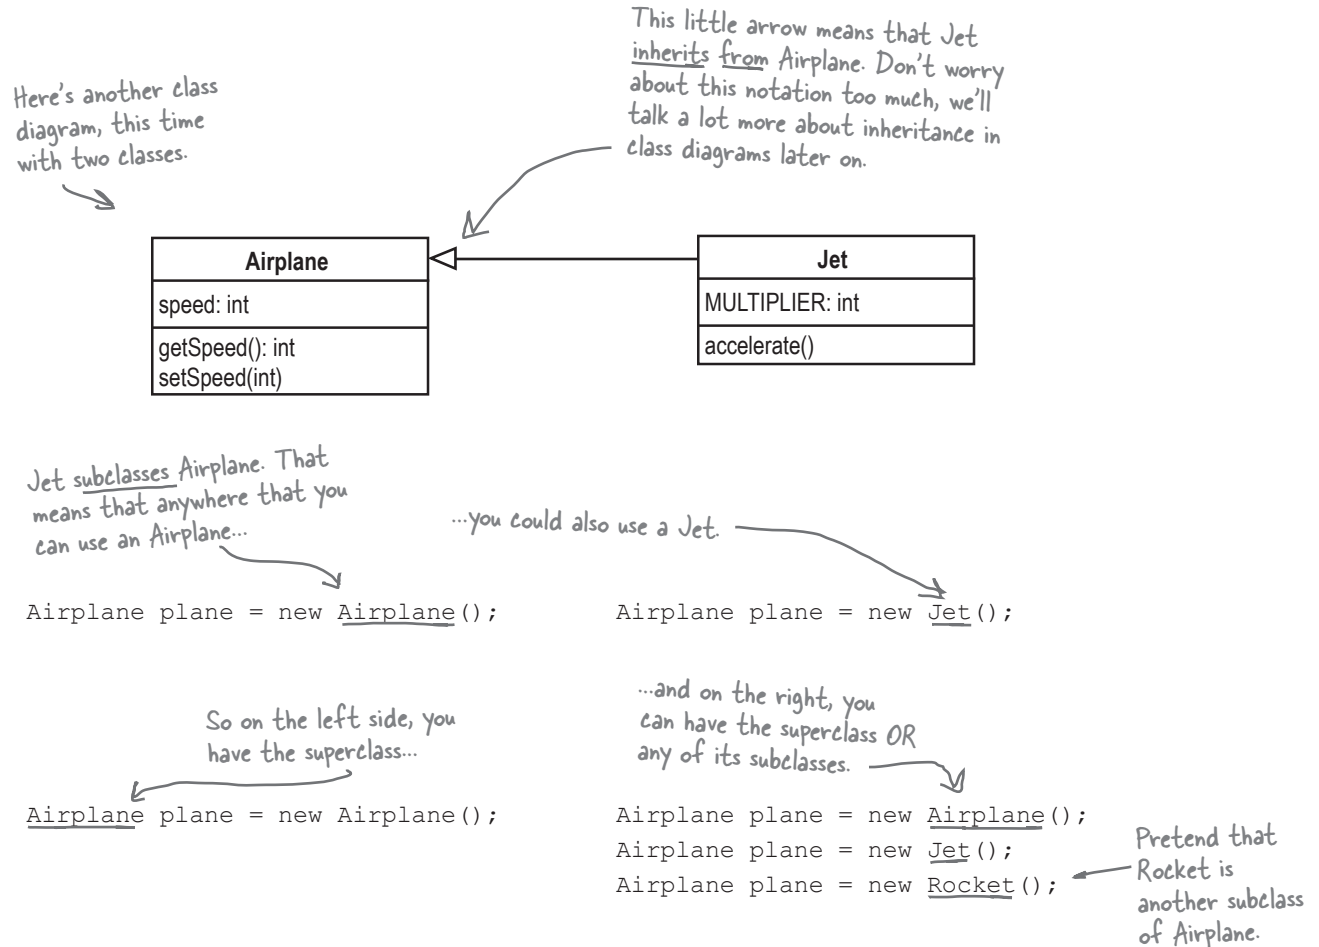 This little arrow means that Jet
inherits from Airplane. Don't worry
about this notation too much, we'll
talk a lot more about inheritance in
class diagrams later on.
Here's another class
diagram, this time
with two classes.
Airplane
speed: int
getSpeed(): int
setSpeed(int)
Jet
MULTIPLIER: int
accelerate()
Jet subclasses Airplane. That
means that anywhere that you
can use an Airplane...
...you could also use a Jet.
Airplane plane = new Airplane();
Airplane plane = new Jet();
So on the left side, you
have the superclass...
...and on the right, you
can have the superclass OR
any of its subclasses.
Airplane plane = new Airplane();
Airplane plane = new Airplane();
Airplane plane = new Jet();
Airplane plane = new Rocket();
Pretend that
Rocket is
another subclass
of Airplane.